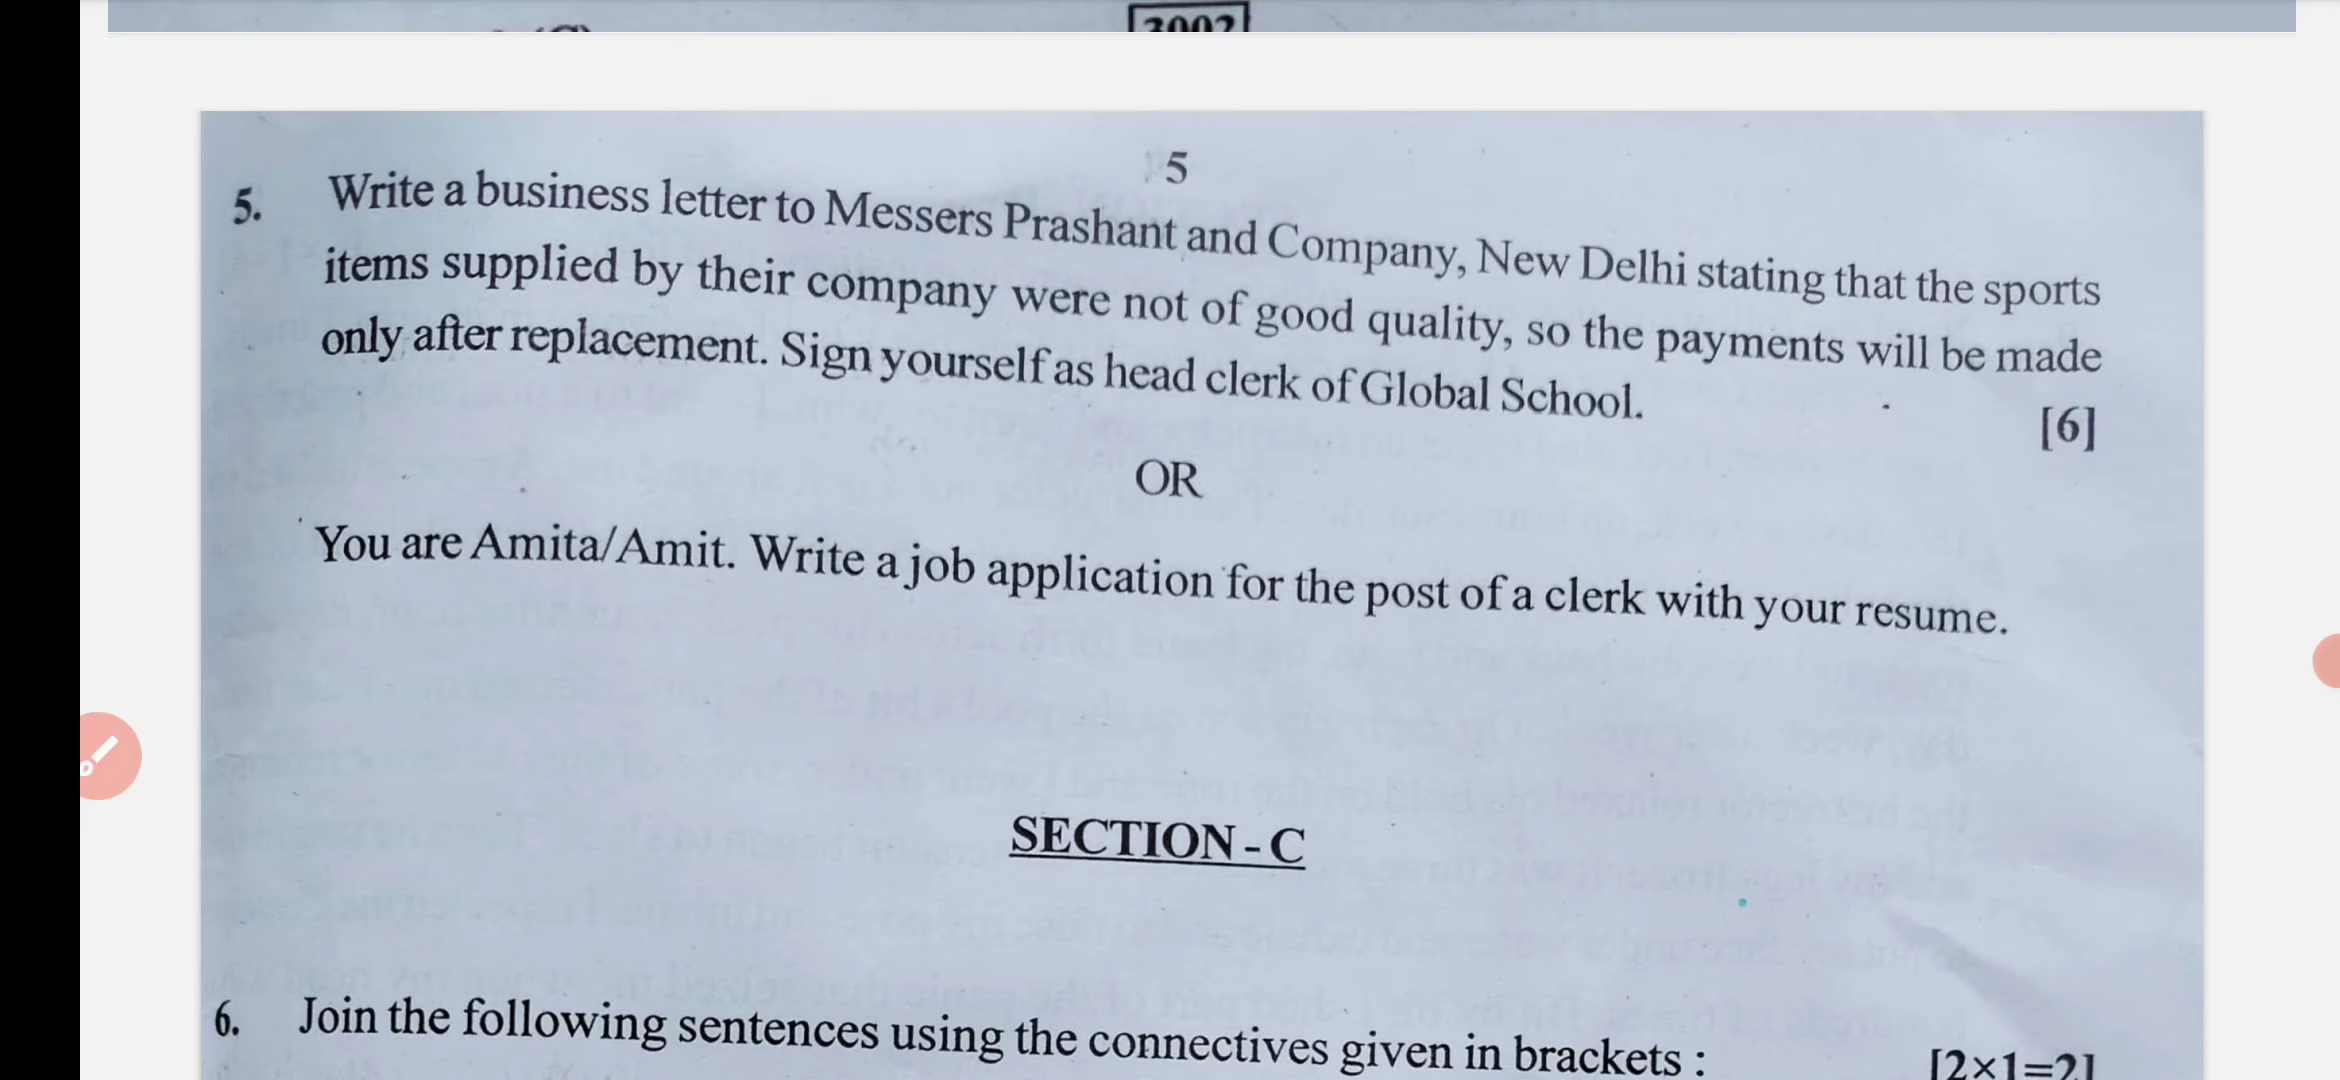 5
5. Write a business letter to Messers Prashant and Company, New Delhi stating that the sports
items supplied by their company were not of good quality, so the payments will be made
only after replacement. Sign yourself as head clerk of Global School.
[6]
OR
You are Amita/Amit. Write a job application for the post of a clerk with your resume.
SECTION - C
6. Join the following sentences using the connectives given in brackets :
[2×1=2]